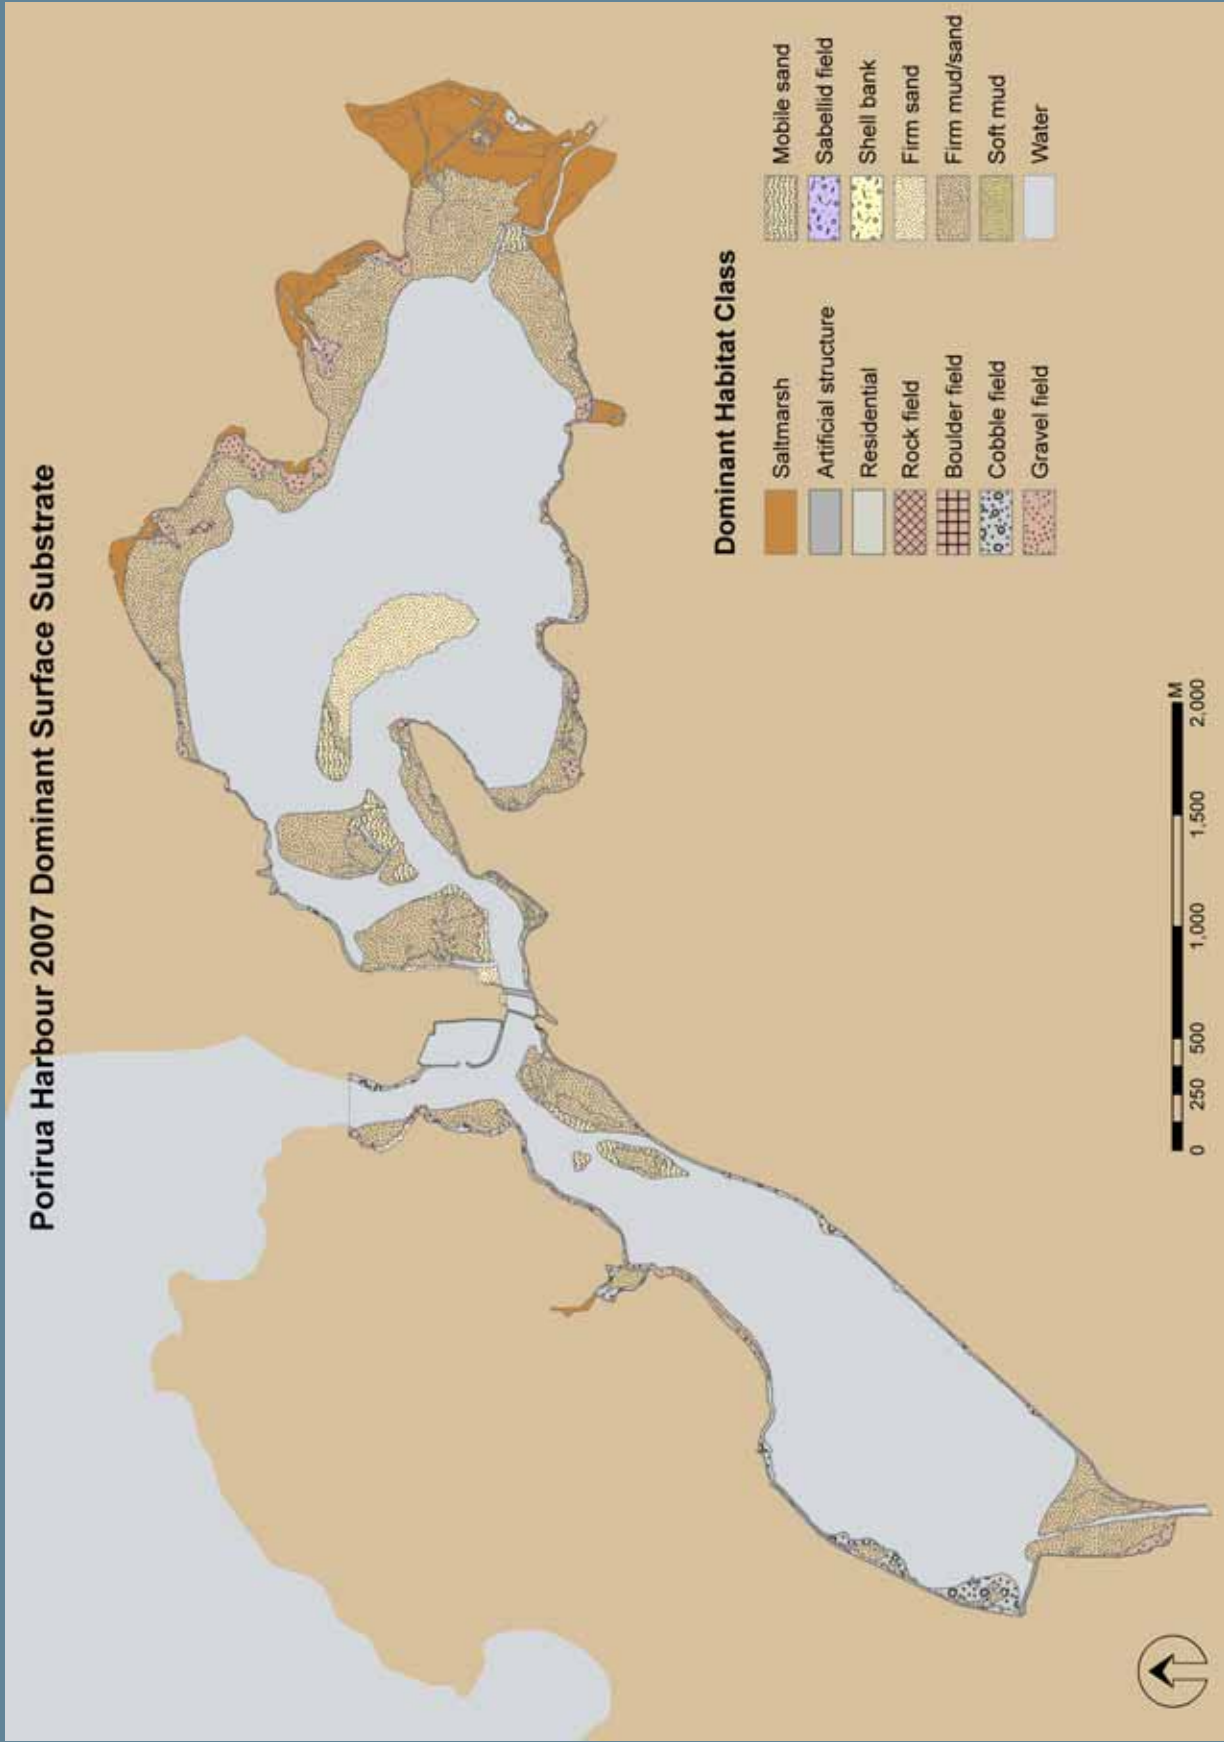 Porirua Harbour 2007 Dominant Surface Substrate
Dominant Habitat Class
Saltmarsh
Artificial structure
Residential
Rock field
Boulder field
Cobble field
Gravel field
Mobile sand
Sabellid field
Shell bank
Firm sand
Firm mud/sand
Soft mud
Water
0 250 500 1,000 1,500 2,000
M